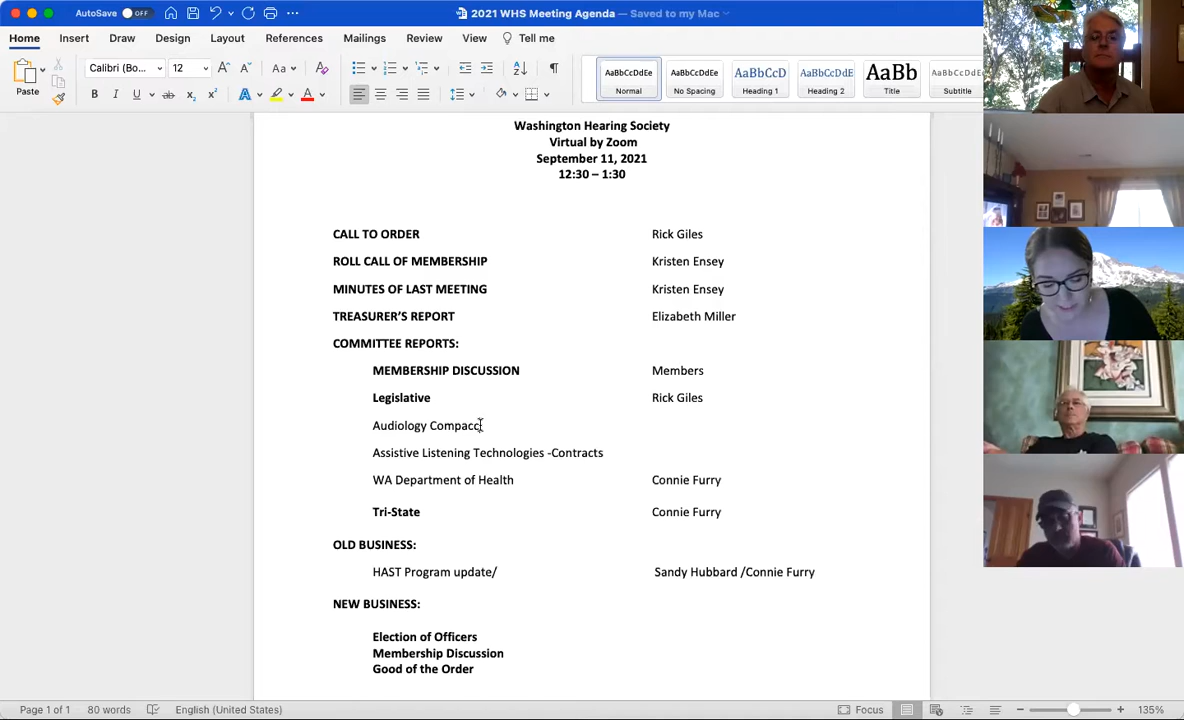 AutoSave OFF 2021 WHS Meeting Agenda — Saved to my Mac
Home Insert Draw Design Layout References Mailings Review View Tell me
Paste Calibri (Bo... 12
B I U ab x₂ x² A A
Aa
AaBbCcDdEe AaBbCcDdEe AaBbCcD AaBbCcDdE AaBb AaBbCcDdEe
Normal No Spacing Heading 1 Heading 2 Title Subtitle
Washington Hearing Society
Virtual by Zoom
September 11, 2021
12:30 – 1:30
CALL TO ORDER Rick Giles
ROLL CALL OF MEMBERSHIP Kristen Ensey
MINUTES OF LAST MEETING Kristen Ensey
TREASURER'S REPORT Elizabeth Miller
COMMITTEE REPORTS:
MEMBERSHIP DISCUSSION Members
Legislative Rick Giles
Audiology Compacc
Assistive Listening Technologies -Contracts
WA Department of Health Connie Furry
Tri-State Connie Furry
OLD BUSINESS:
HAST Program update/ Sandy Hubbard /Connie Furry
NEW BUSINESS:
Election of Officers
Membership Discussion
Good of the Order
Page 1 of 1 80 words English (United States) Focus 135%